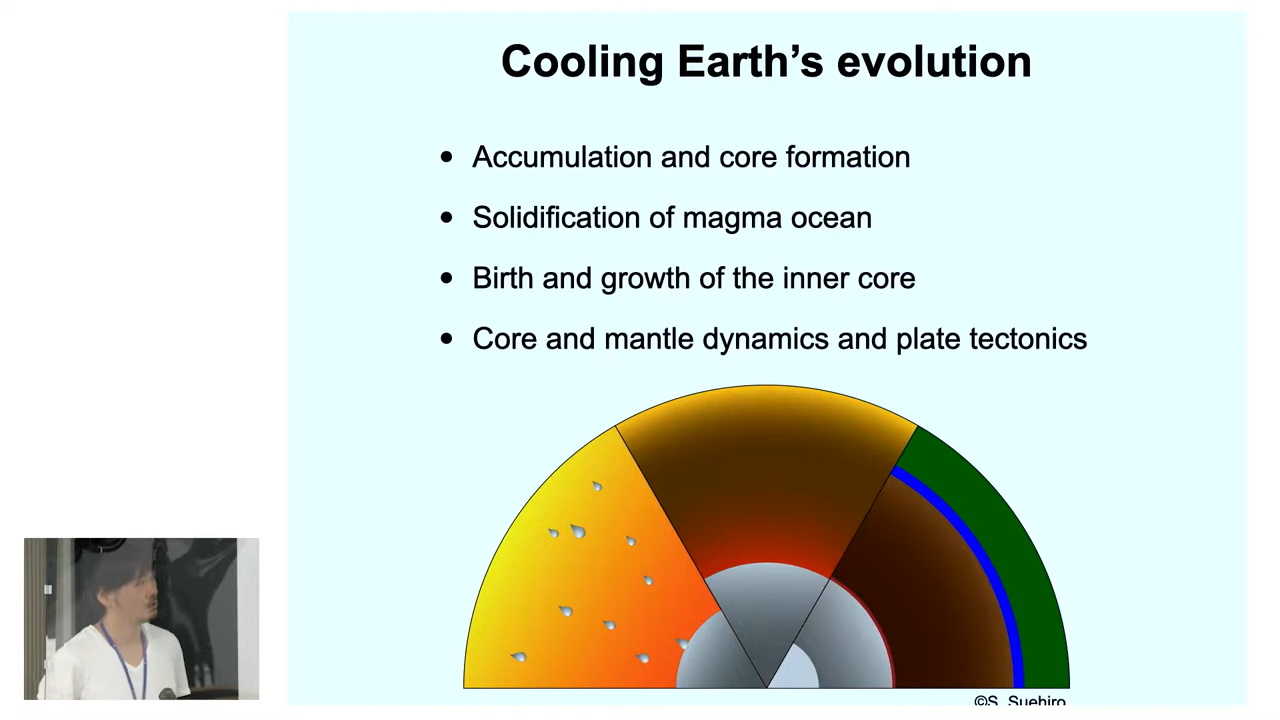 Cooling Earth’s evolution
• Accumulation and core formation
• Solidification of magma ocean
• Birth and growth of the inner core
• Core and mantle dynamics and plate tectonics
©S. Suehiro